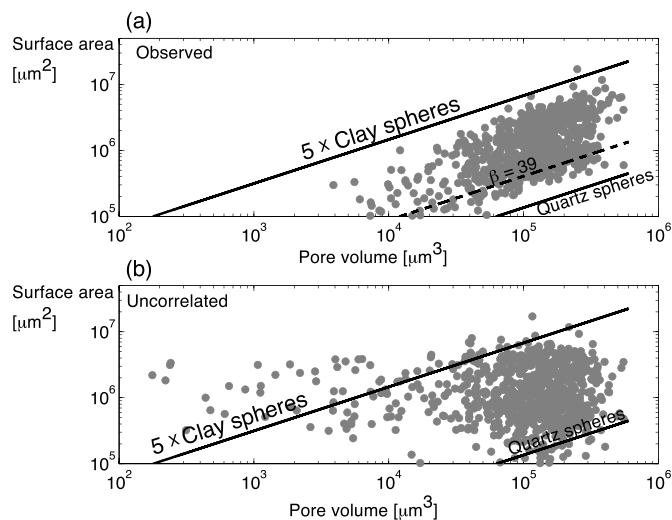 (a)
Surface area
[μm²]
Observed
10⁷
5 x Clay spheres
10⁶
β = 39
Quartz spheres
10⁵
10² 10³ 10⁴ 10⁵ 10⁶
Pore volume [μm³]
(b)
Surface area
[μm²]
Uncorrelated
10⁷
10⁶
5 x Clay spheres
Quartz spheres
10⁵
10² 10³ 10⁴ 10⁵ 10⁶
Pore volume [μm³]